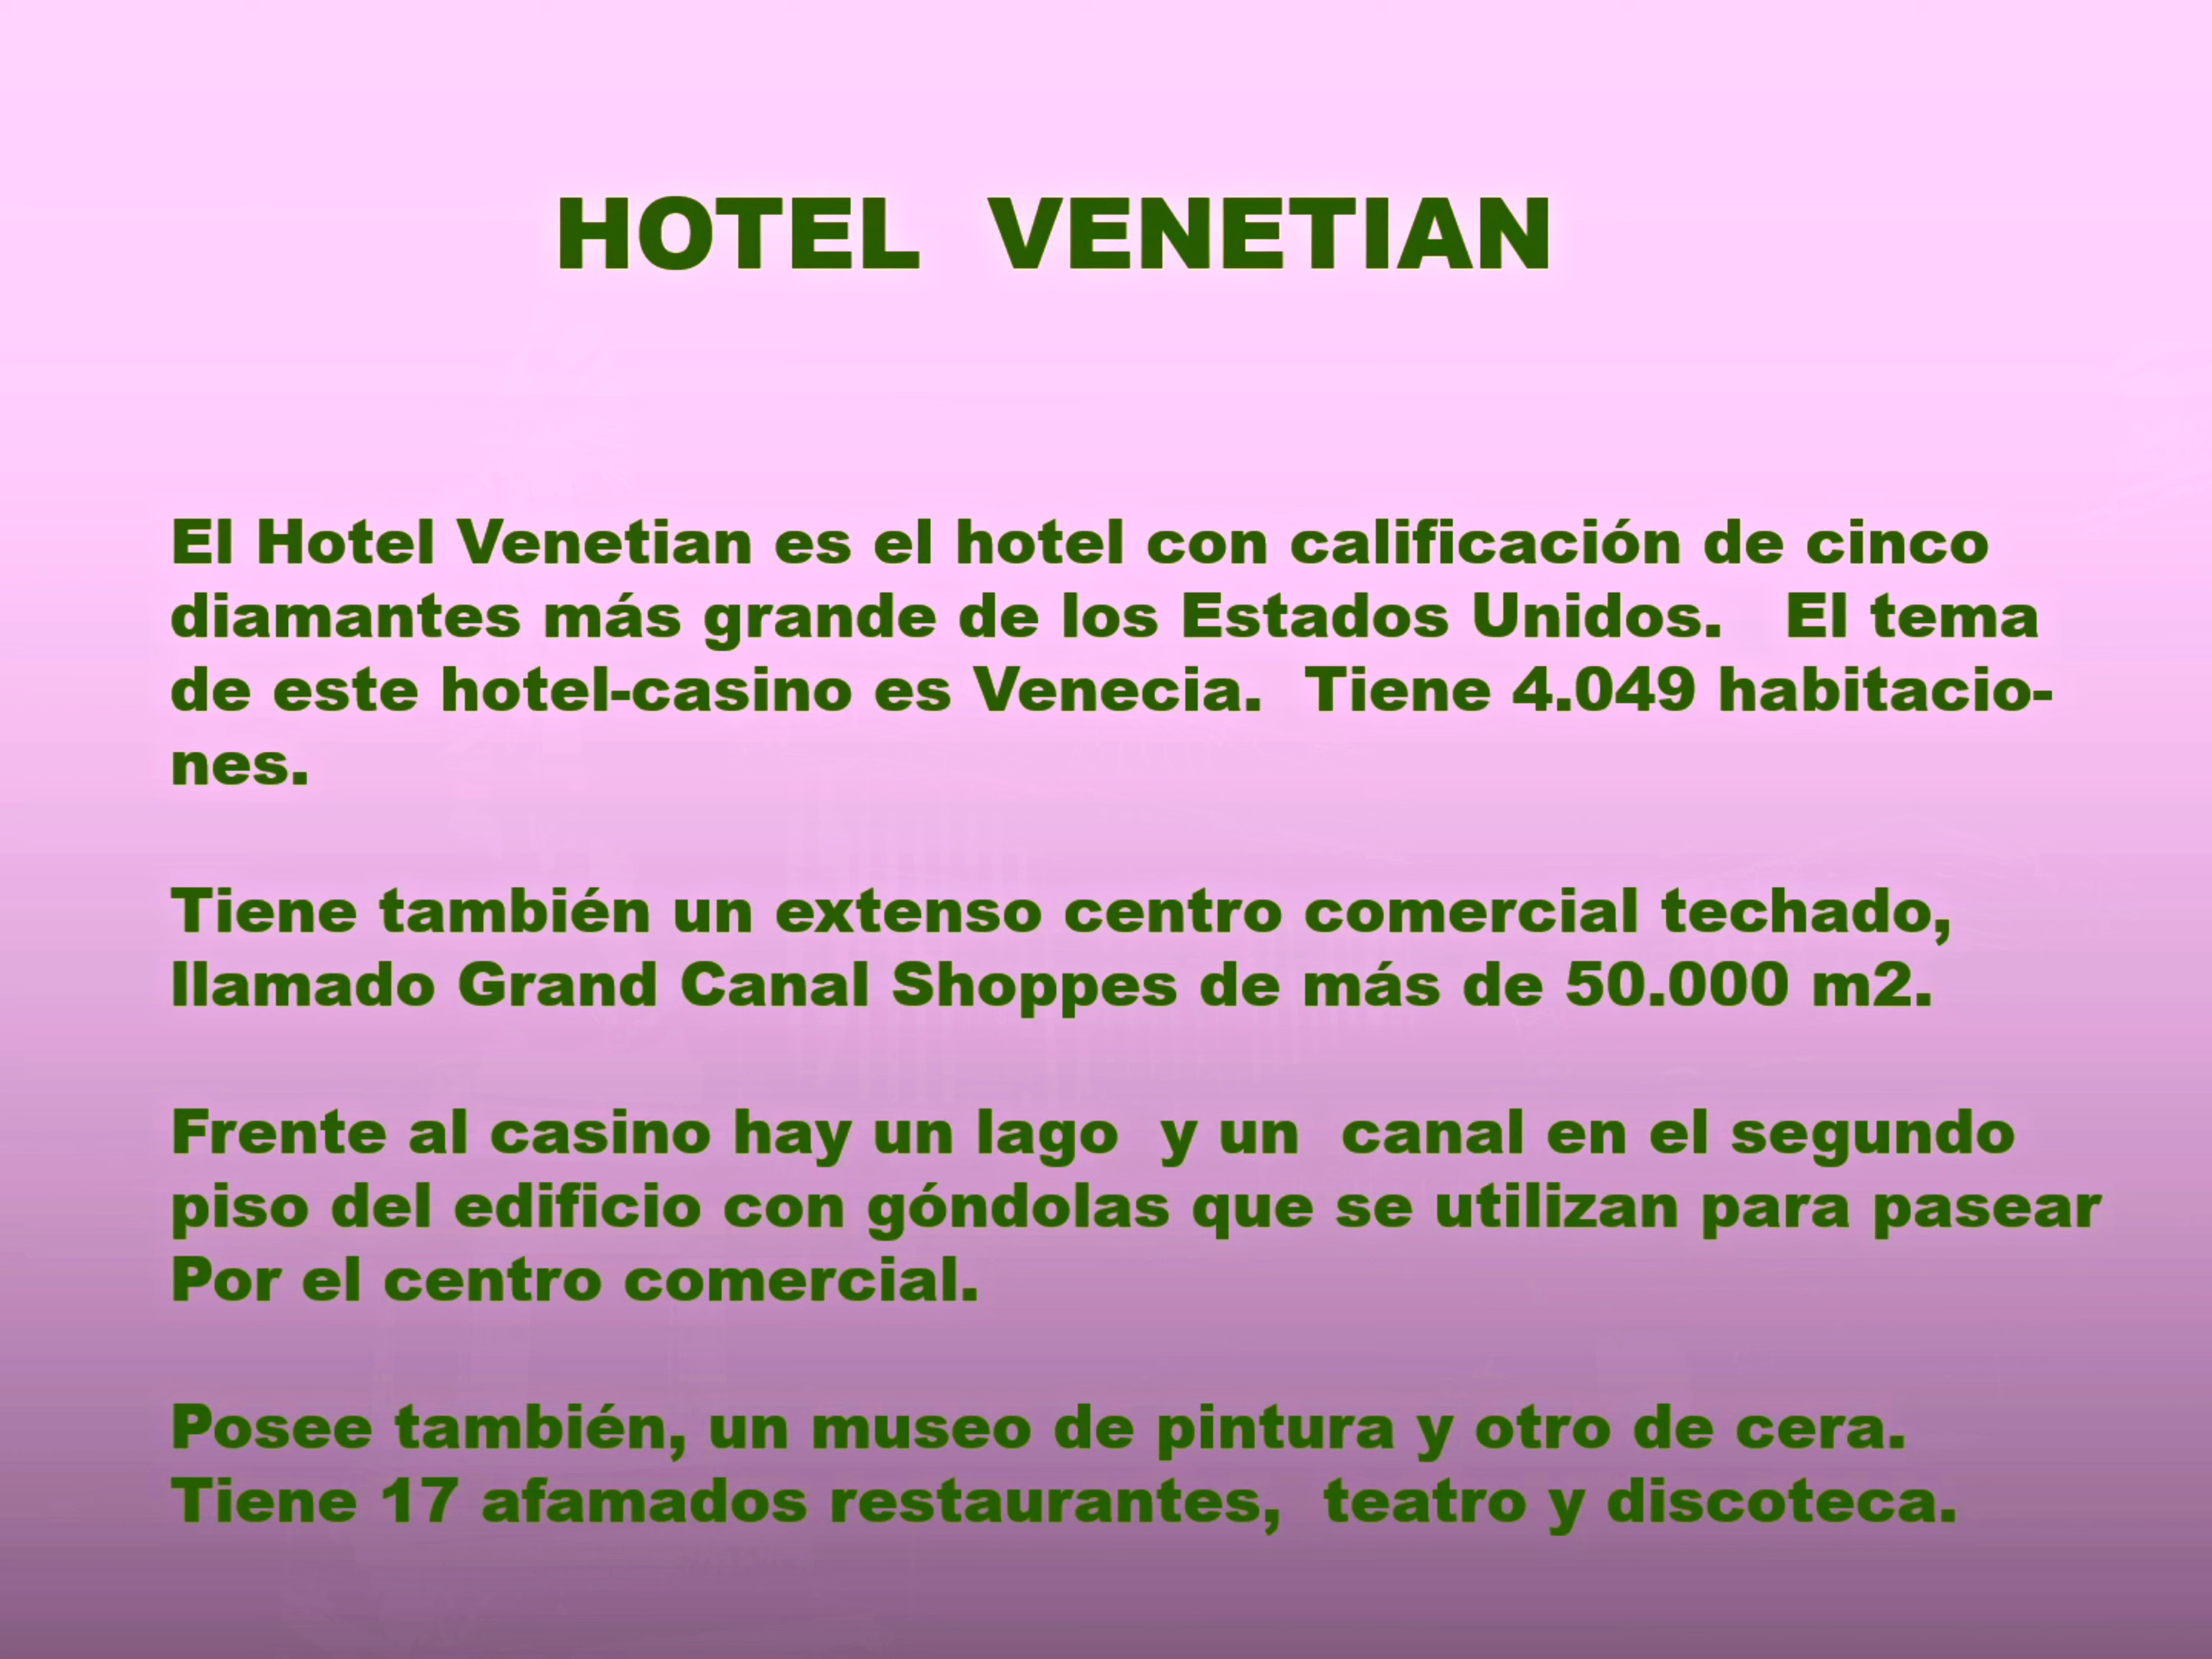 HOTEL  VENETIAN
El Hotel Venetian es el hotel con calificación de cinco
diamantes más grande de los Estados Unidos.   El tema
de este hotel-casino es Venecia.  Tiene 4.049 habitacio-
nes.
Tiene también un extenso centro comercial techado,
llamado Grand Canal Shoppes de más de 50.000 m2.
Frente al casino hay un lago  y un  canal en el segundo
piso del edificio con góndolas que se utilizan para pasear
Por el centro comercial.
Posee también, un museo de pintura y otro de cera.
Tiene 17 afamados restaurantes,  teatro y discoteca.